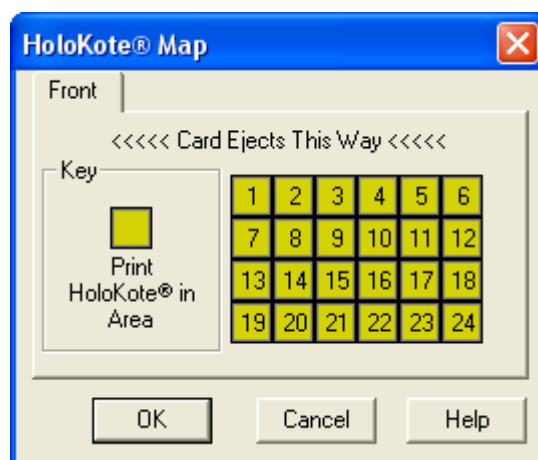 HoloKote® Map
Front
<<<<< Card Ejects This Way <<<<<
Key
Print
HoloKote® in
Area
1 2 3 4 5 6
7 8 9 10 11 12
13 14 15 16 17 18
19 20 21 22 23 24
OK Cancel Help